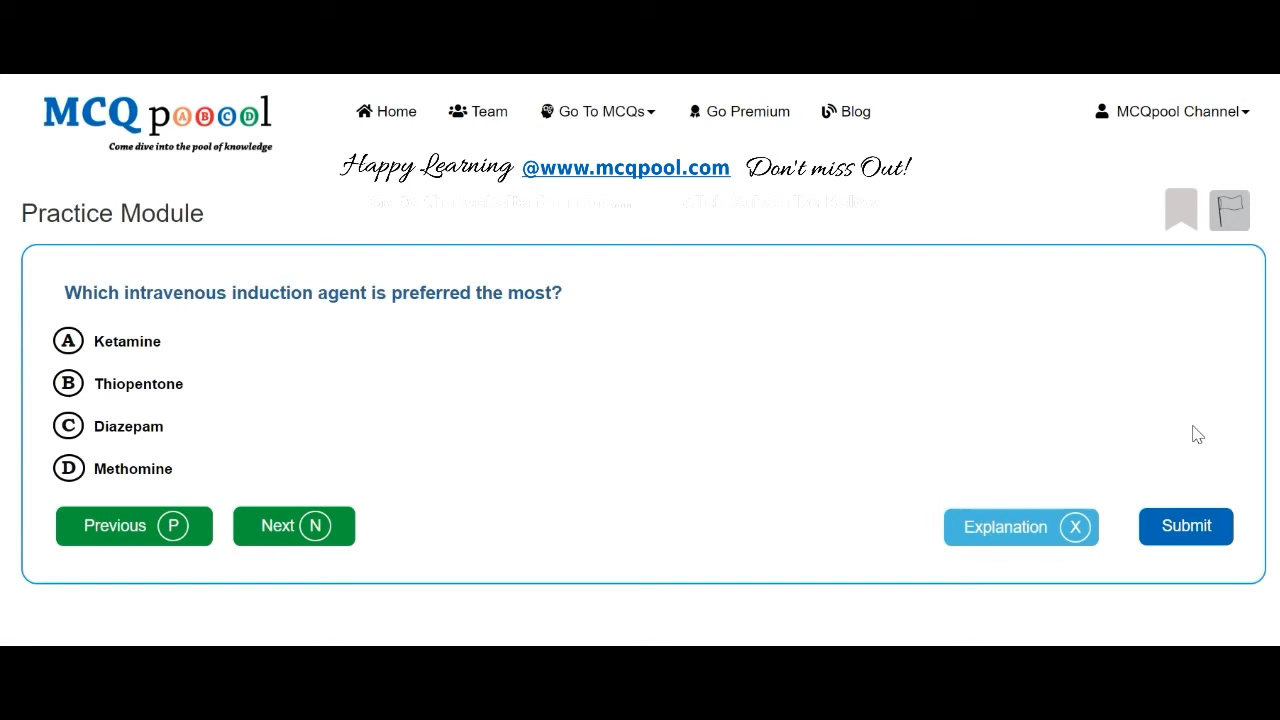 MCQ pABCDl
Come dive into the pool of knowledge
Home Team Go To MCQs Go Premium Blog MCQpool Channel
Happy Learning @www.mcqpool.com Don't miss Out!
Practice Module
Which intravenous induction agent is preferred the most?
A Ketamine
B Thiopentone
C Diazepam
D Methomine
Previous P Next N Explanation X Submit